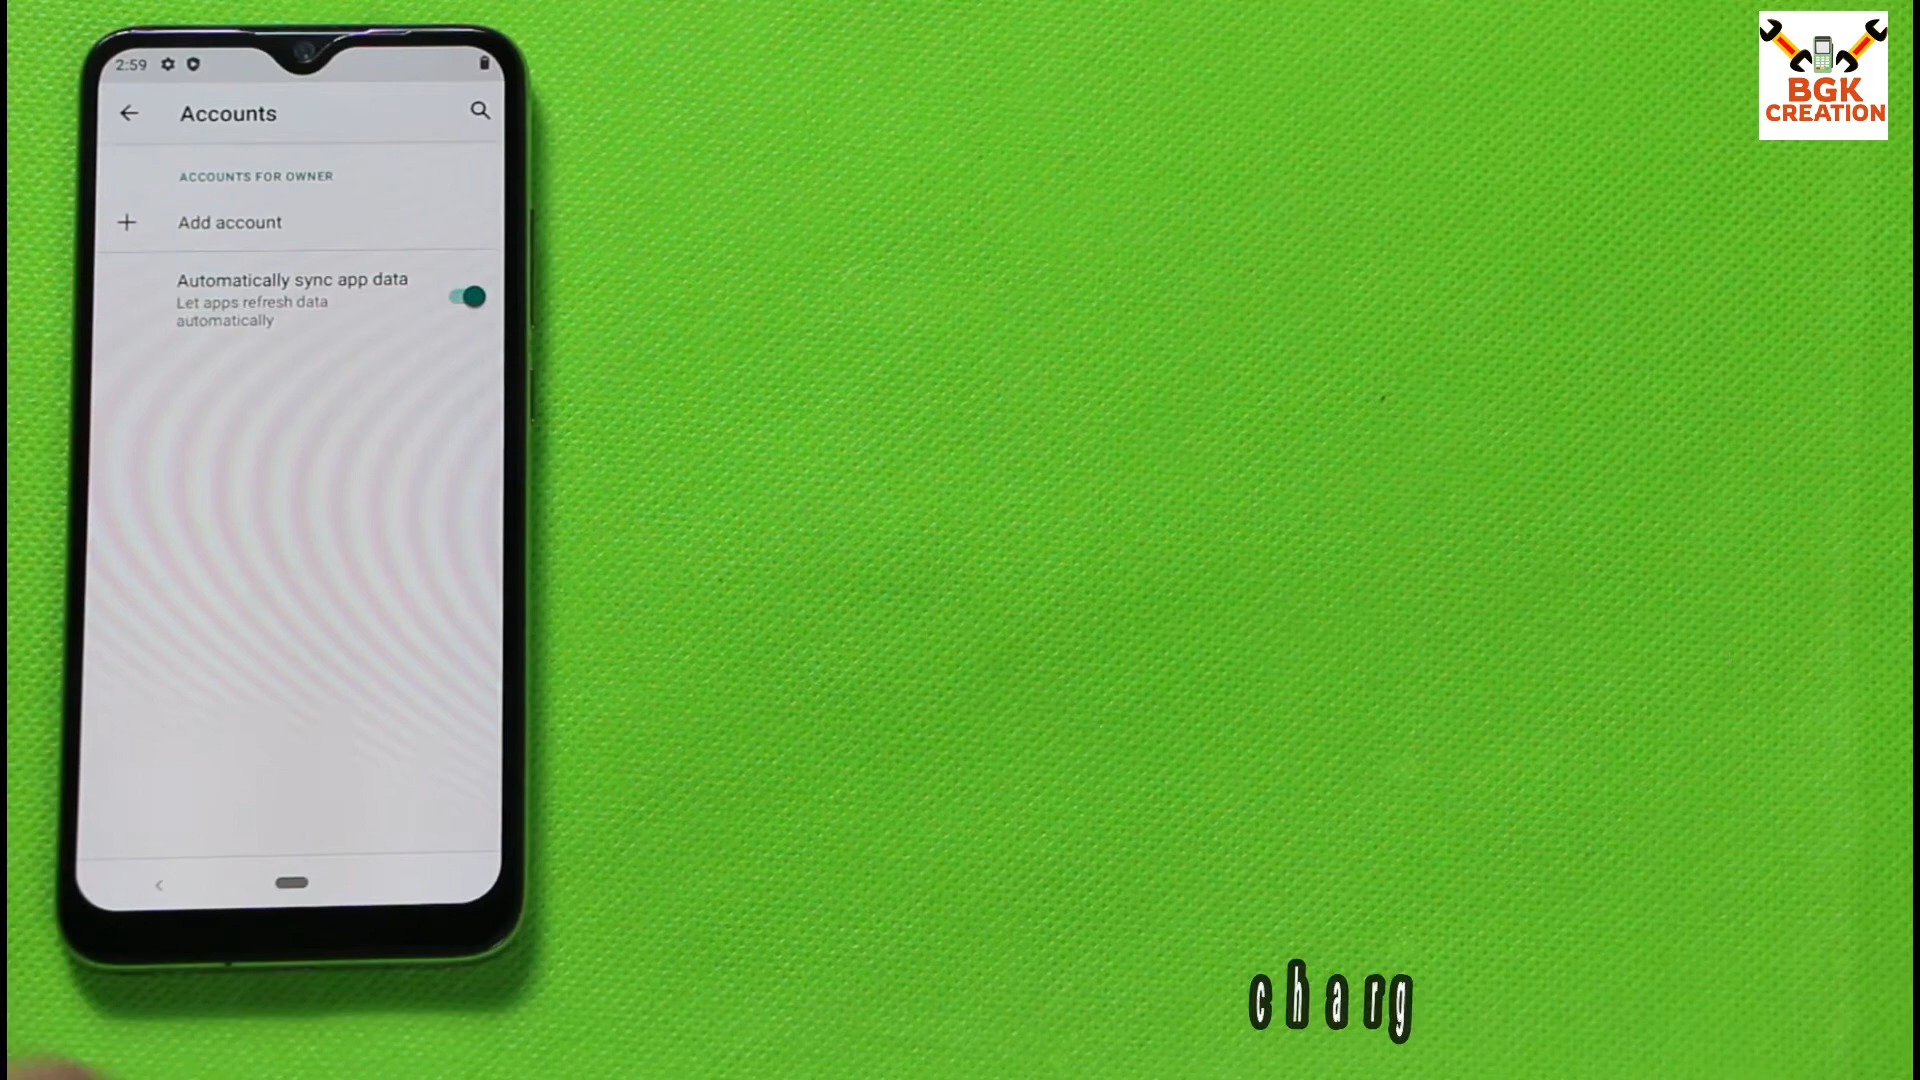 2:59
Accounts
ACCOUNTS FOR OWNER
Add account
Automatically sync app data
Let apps refresh data
automatically
BGK
CREATION
charg